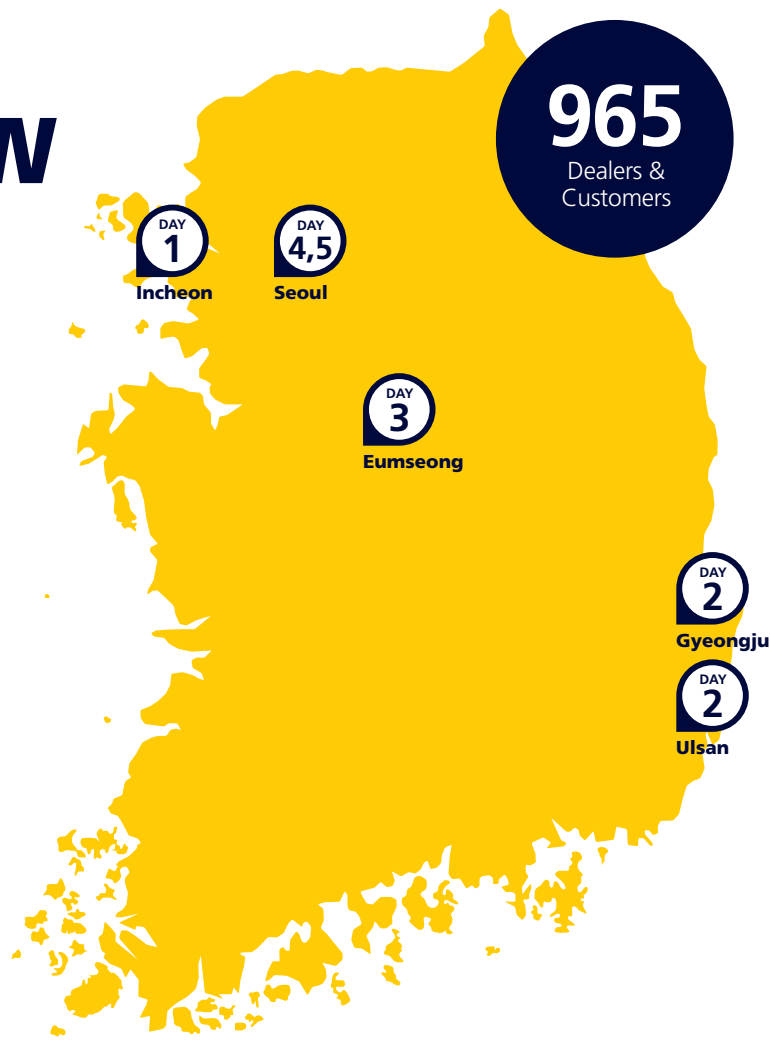 W
965
Dealers &
Customers
DAY
1
Incheon
DAY
4,5
Seoul
DAY
3
Eumseong
DAY
2
Gyeongju
DAY
2
Ulsan